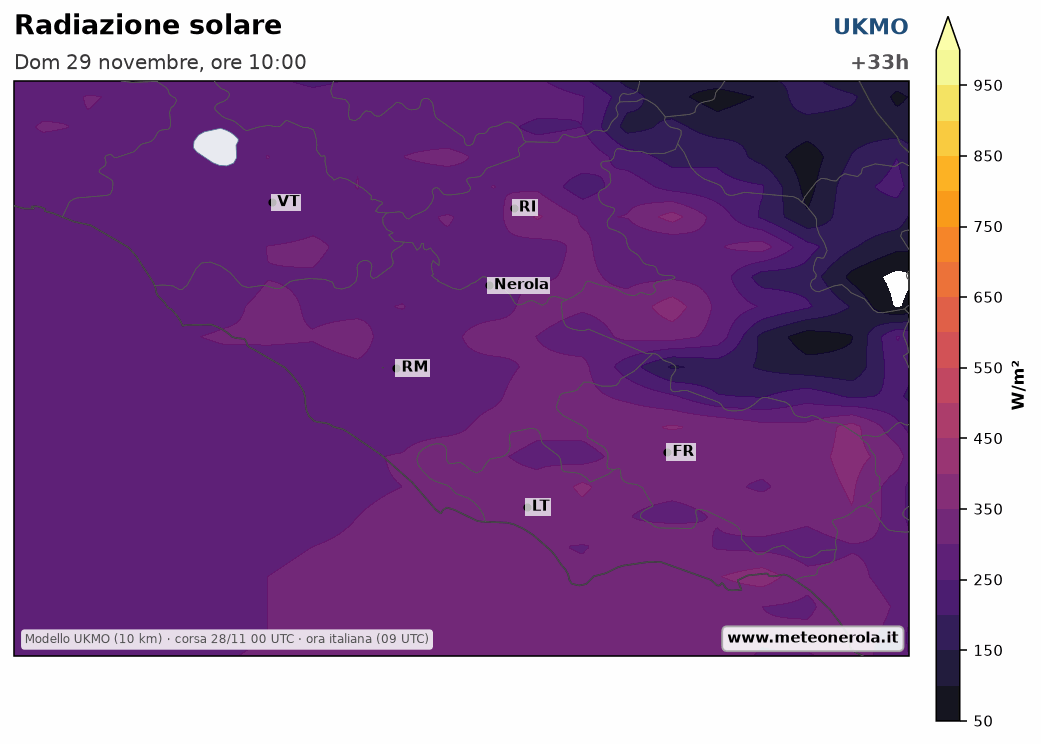 Radiazione solare
UKMO
Dom 29 novembre, ore 10:00
+33h
VT
RI
Nerola
RM
FR
LT
950
850
750
650
550
450
350
250
150
50
W/m²
Modello UKMO (10 km) · corsa 28/11 00 UTC · ora italiana (09 UTC)
www.meteonerola.it